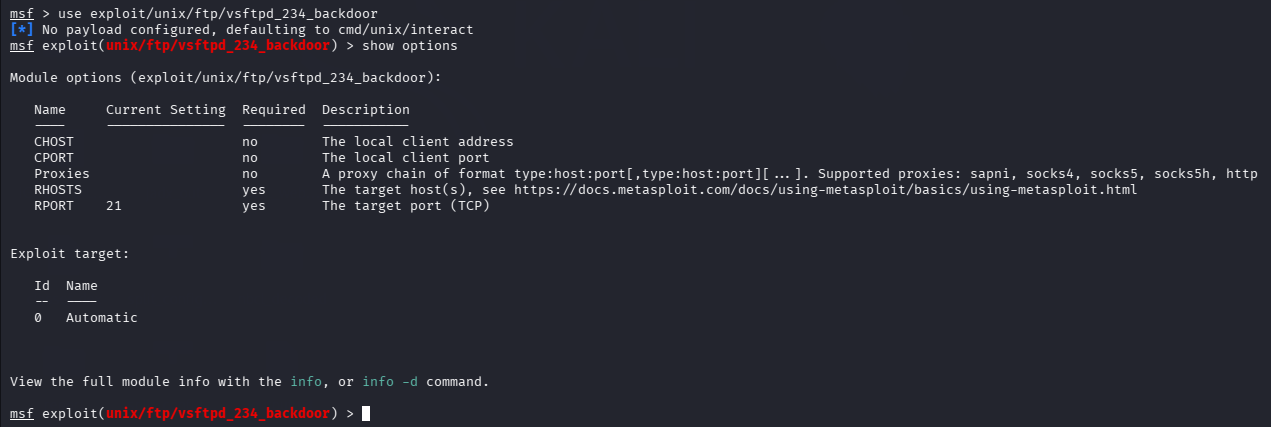 msf > use exploit/unix/ftp/vsftpd_234_backdoor
[*] No payload configured, defaulting to cmd/unix/interact
msf exploit(unix/ftp/vsftpd_234_backdoor) > show options

Module options (exploit/unix/ftp/vsftpd_234_backdoor):

   Name     Current Setting  Required  Description
   ----     ---------------  --------  -----------
   CHOST                     no        The local client address
   CPORT                     no        The local client port
   Proxies                   no        A proxy chain of format type:host:port[,type:host:port][...]. Supported proxies: sapni, socks4, socks5, socks5h, http
   RHOSTS                    yes       The target host(s), see https://docs.metasploit.com/docs/using-metasploit/basics/using-metasploit.html
   RPORT    21               yes       The target port (TCP)


Exploit target:

   Id  Name
   --  ----
   0   Automatic



View the full module info with the info, or info -d command.

msf exploit(unix/ftp/vsftpd_234_backdoor) >